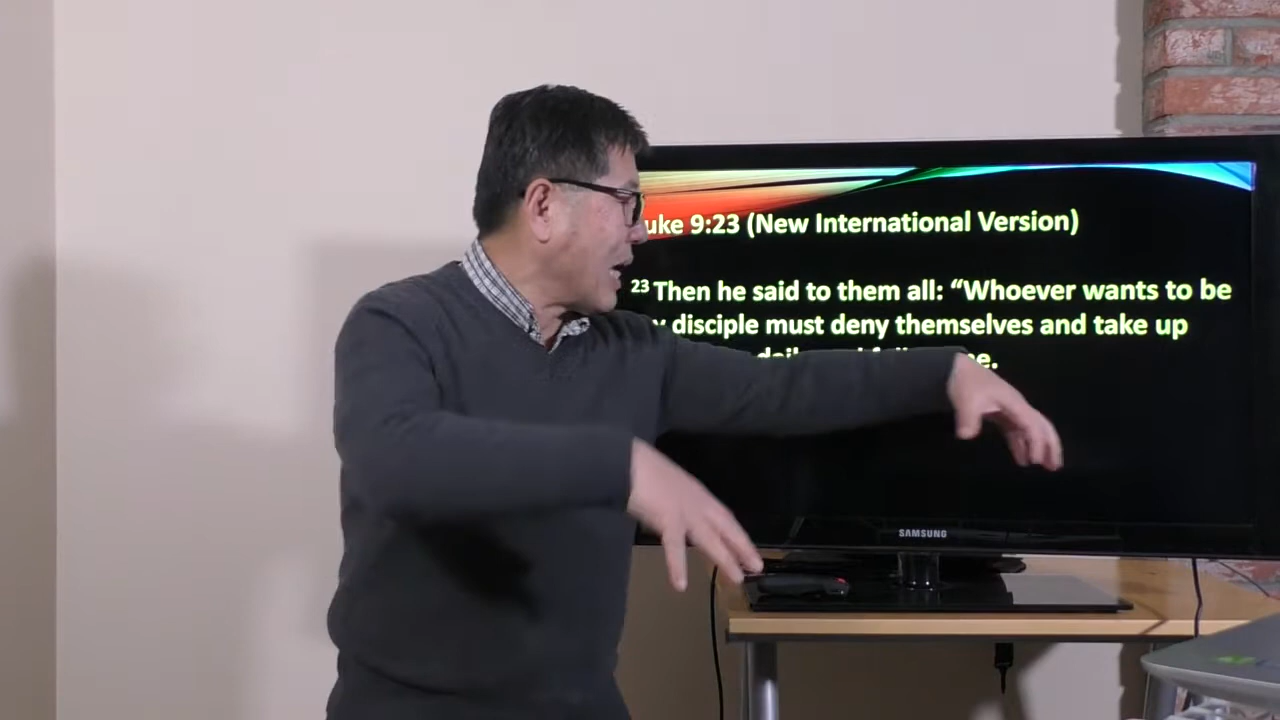 uke 9:23 (New International Version)
23 Then he said to them all: “Whoever wants to be
disciple must deny themselves and take up
SAMSUNG